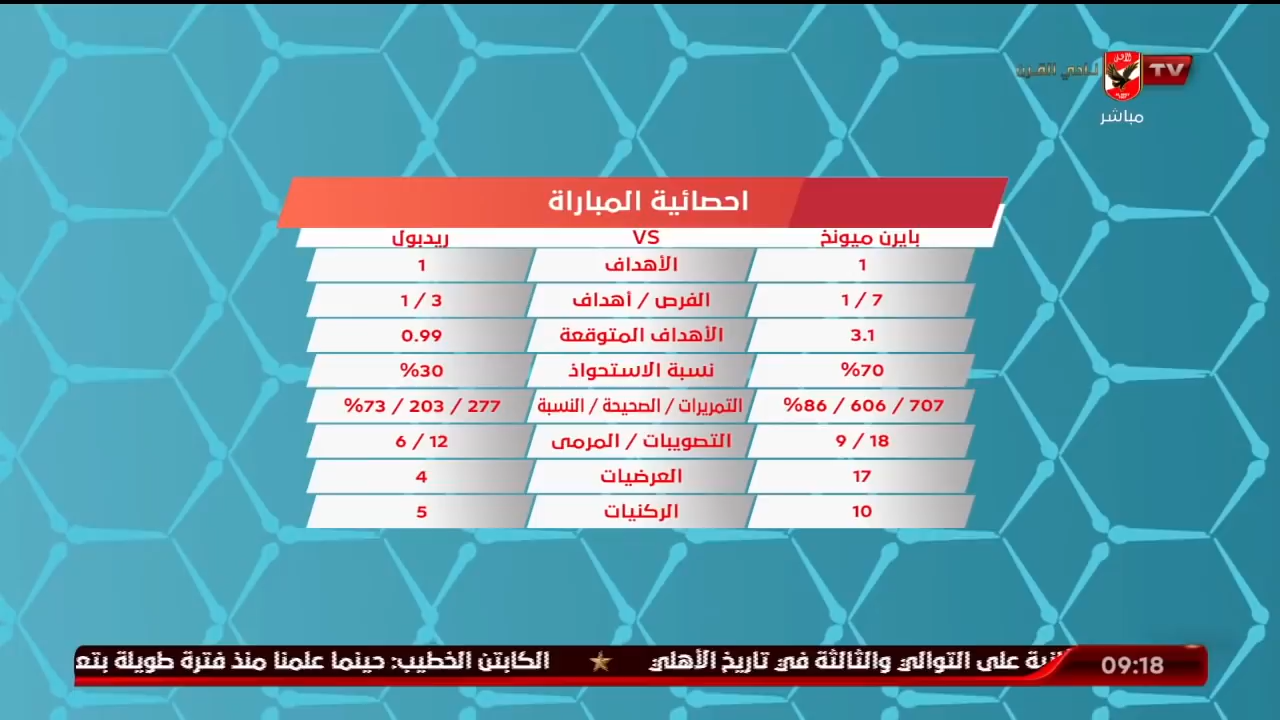 نادي القرن TV
مباشر
احصائية المباراة
بايرن ميونخ VS ريدبول
1 الأهداف 1
1 / 7 الفرص / أهداف 1 / 3
3.1 الأهداف المتوقعة 0.99
%70 نسبة الاستحواذ %30
%86 / 606 / 707 التمريرات / الصحيحة / النسبة %73 / 203 / 277
9 / 18 التصويبات / المرمى 6 / 12
17 العرضيات 4
10 الركنيات 5
09:18 على التوالي والثالثة في تاريخ الأهلي ★ الكابتن الخطيب: حينما علمنا منذ فترة طويلة